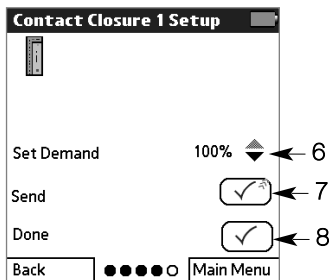 Contact Closure 1 Setup
Set Demand 100% 6
Send 7
Done 8
Back Main Menu